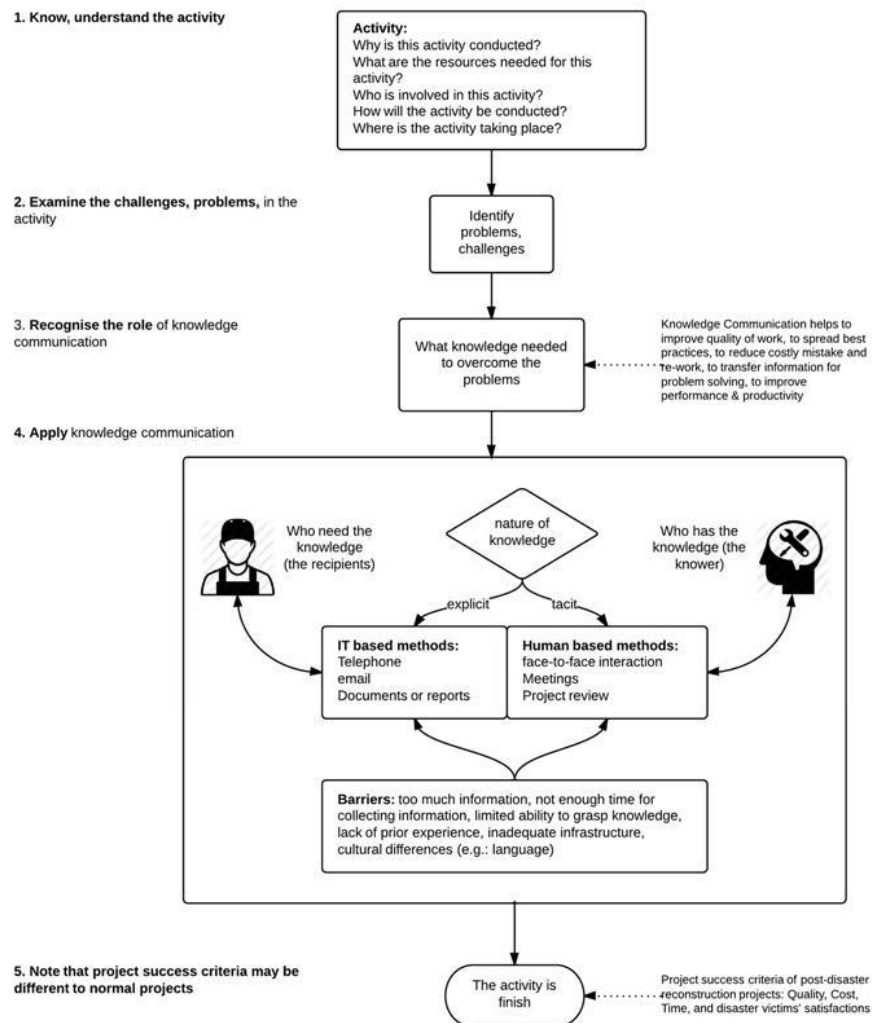 1. Know, understand the activity
Activity:
Why is this activity conducted?
What are the resources needed for this
activity?
Who is involved in this activity?
How will the activity be conducted?
Where is the activity taking place?
2. Examine the challenges, problems, in the
activity
Identify
problems,
challenges
3. Recognise the role of knowledge
communication
What knowledge needed
to overcome the
problems
Knowledge Communication helps to
improve quality of work, to spread best
practices, to reduce costly mistake and
re-work, to transfer information for
problem solving, to improve
performance & productivity
4. Apply knowledge communication
Who need the
knowledge
(the recipients)
nature of
knowledge
Who has the
knowledge (the
knower)
explicit
tacit
IT based methods:
Telephone
email
Documents or reports
Human based methods:
face-to-face interaction
Meetings
Project review
Barriers: too much information, not enough time for
collecting information, limited ability to grasp knowledge,
lack of prior experience, inadequate infrastructure,
cultural differences (e.g.: language)
5. Note that project success criteria may be
different to normal projects
The activity is
finish
Project success criteria of post-disaster
reconstruction projects: Quality, Cost,
Time, and disaster victims' satisfactions